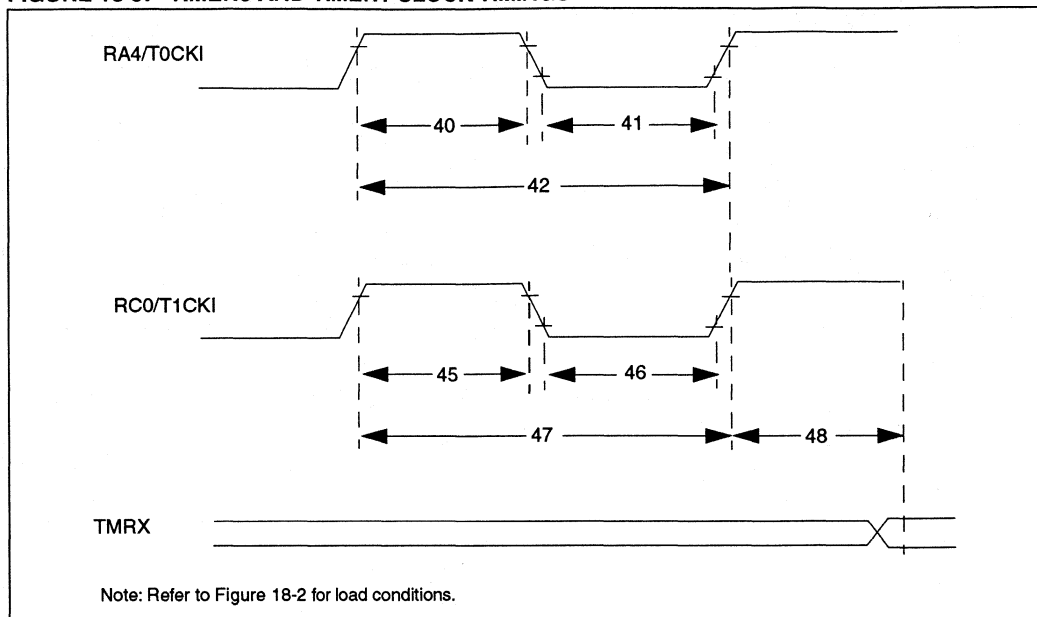 RA4/T0CKI
40
41
42
RC0/T1CKI
45
46
47
48
TMRX
Note: Refer to Figure 18-2 for load conditions.